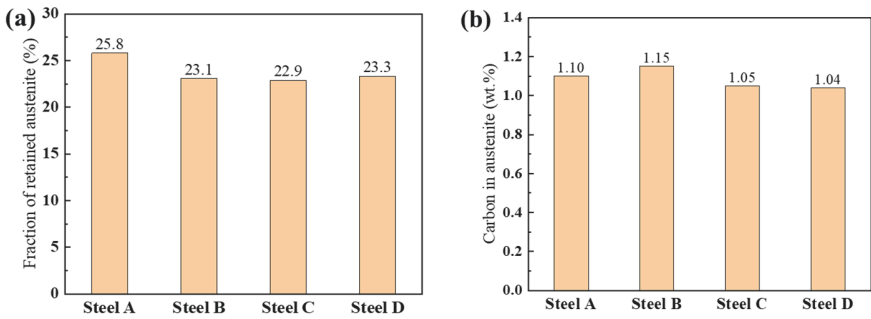 (a)
Fraction of retained austenite (%)
30
25
20
15
10
5
0
25.8
23.1
22.9
23.3
Steel A
Steel B
Steel C
Steel D
(b)
Carbon in austenite (wt.%)
1.4
1.2
1.0
0.8
0.6
0.4
0.2
0.0
1.10
1.15
1.05
1.04
Steel A
Steel B
Steel C
Steel D